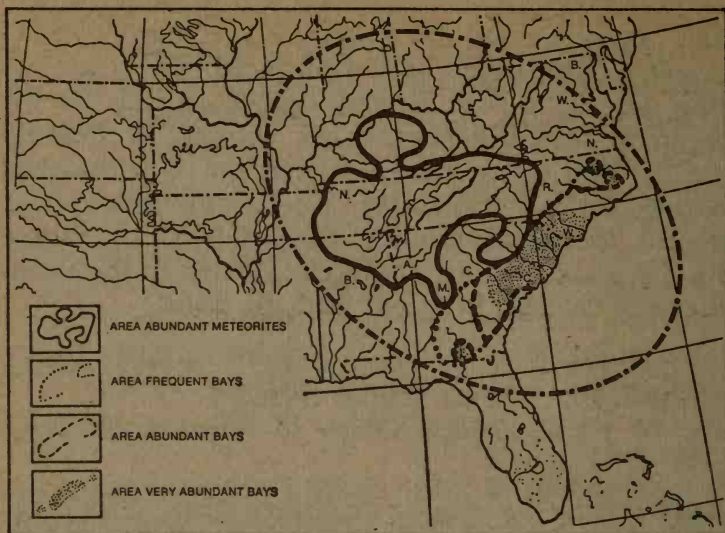 B.
W.
N.
N.
R.
W.
A.
C.
B.
M.
C.
AREA ABUNDANT METEORITES
AREA FREQUENT BAYS
AREA ABUNDANT BAYS
AREA VERY ABUNDANT BAYS